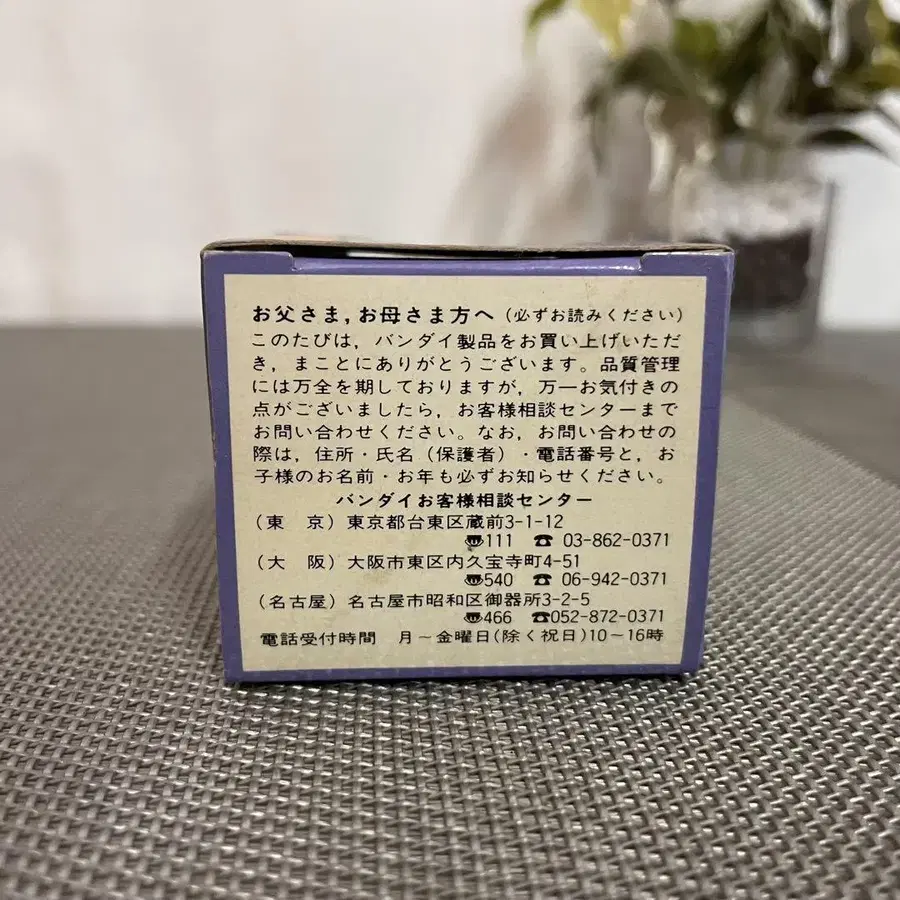 お父さま,お母さま方へ(必ずお読みください)
このたびは,バンダイ製品をお買い上げいただ
き,まことにありがとうございます。品質管理
には万全を期しておりますが,万一お気付きの
点がございましたら,お客様相談センターまで
お問い合わせください。なお,お問い合わせの
際は,住所・氏名(保護者)・電話番号と,お
子様のお名前・お年も必ずお知らせください。
バンダイお客様相談センター
(東 京)東京都台東区蔵前3-1-12
111 ☎ 03-862-0371
(大 阪)大阪市東区内久宝寺町4-51
540 ☎ 06-942-0371
(名古屋)名古屋市昭和区御器所3-2-5
466 ☎052-872-0371
電話受付時間 月~金曜日(除く祝日)10~16時